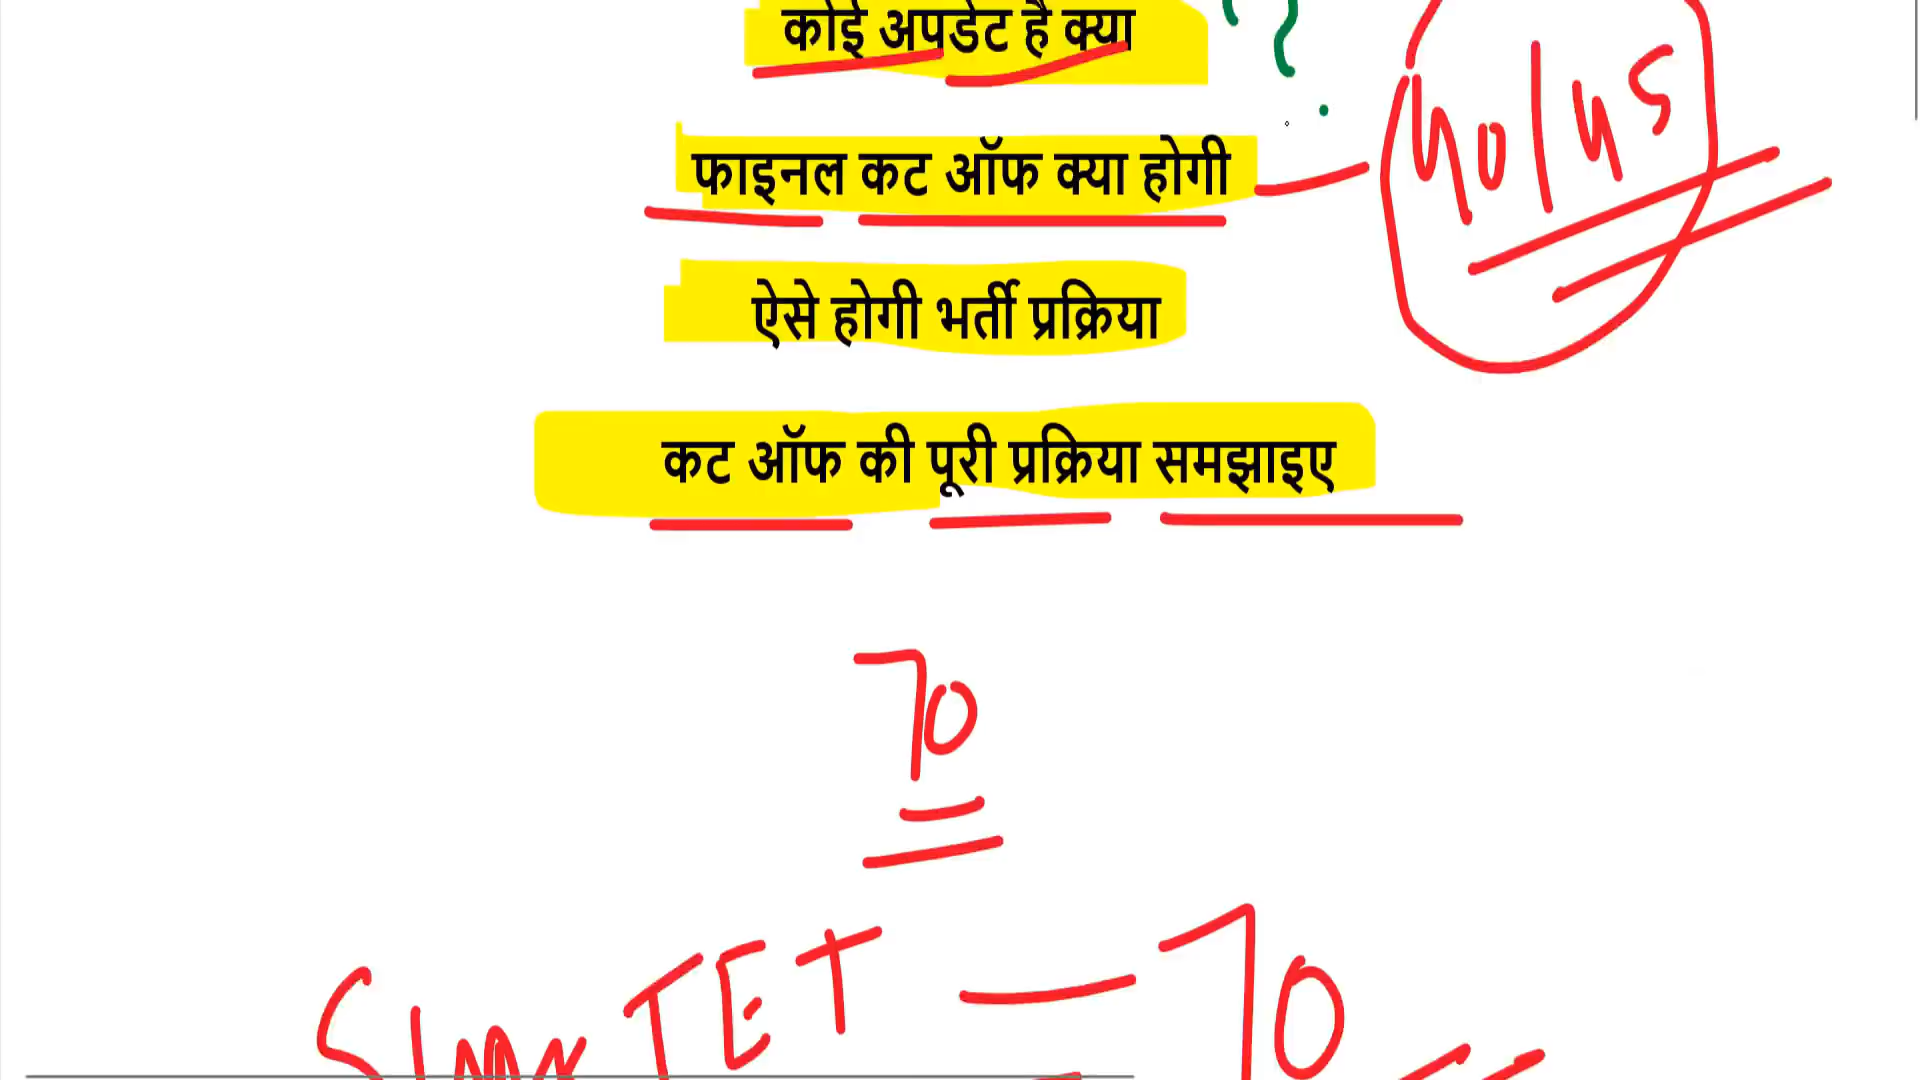 कोई अपडेट है क्या ?
फाइनल कट ऑफ क्या होगी — 40/45
ऐसे होगी भर्ती प्रक्रिया
कट ऑफ की पूरी प्रक्रिया समझाइए
70
TET — 70